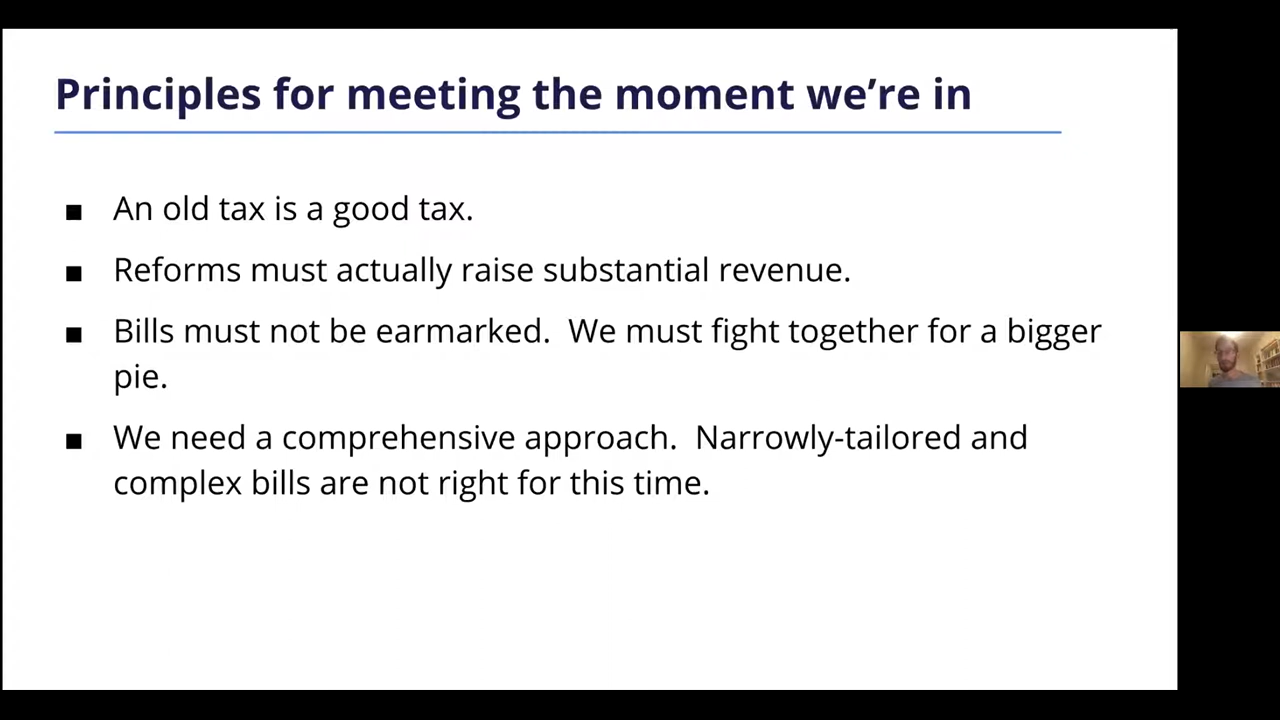 Principles for meeting the moment we’re in
▪ An old tax is a good tax.
▪ Reforms must actually raise substantial revenue.
▪ Bills must not be earmarked.  We must fight together for a bigger
pie.
▪ We need a comprehensive approach.  Narrowly-tailored and
complex bills are not right for this time.